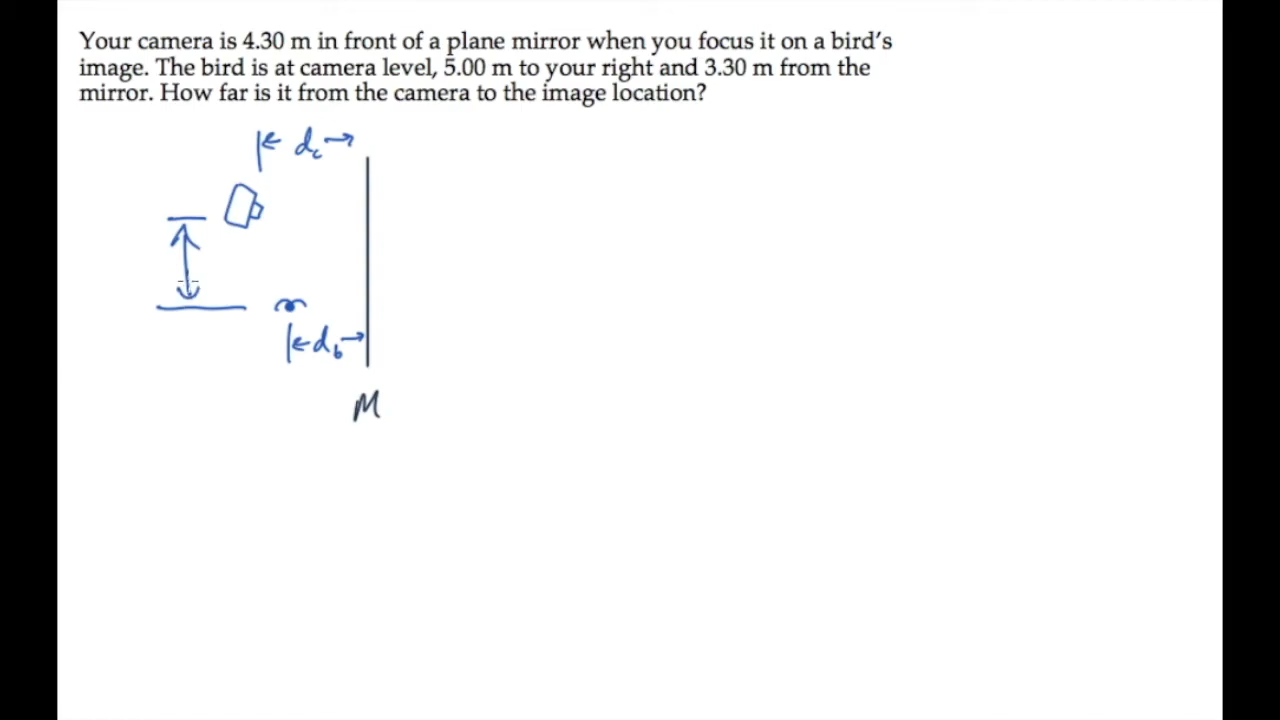 Your camera is 4.30 m in front of a plane mirror when you focus it on a bird's
image. The bird is at camera level, 5.00 m to your right and 3.30 m from the
mirror. How far is it from the camera to the image location?
d_c
d_b
M